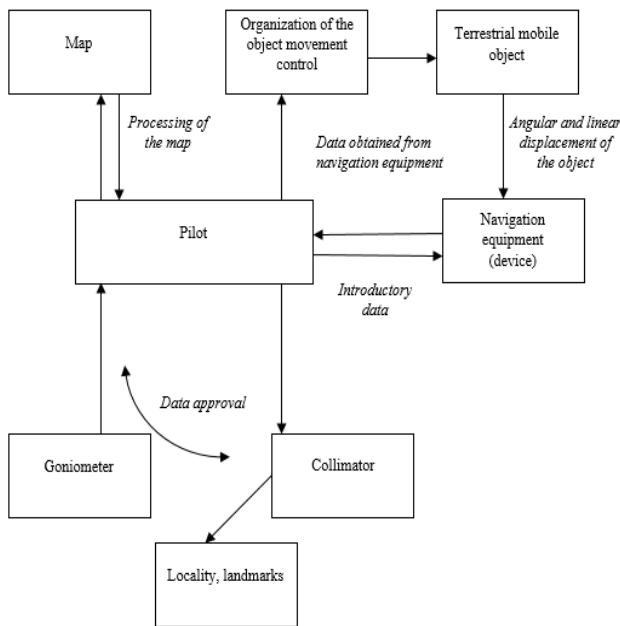 Map
Organization of the
object movement
control
Terrestrial mobile
object
Processing of
the map
Data obtained from
navigation equipment
Angular and linear
displacement of
the object
Pilot
Navigation
equipment
(device)
Introductory
data
Data approval
Goniometer
Collimator
Locality, landmarks